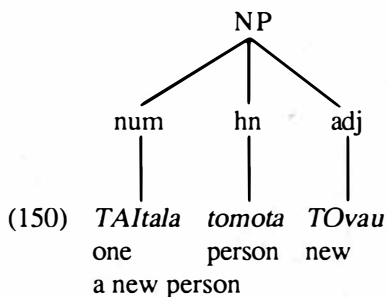 NP
num hn adj
(150) TAItala tomota TOvau
one person new
a new person